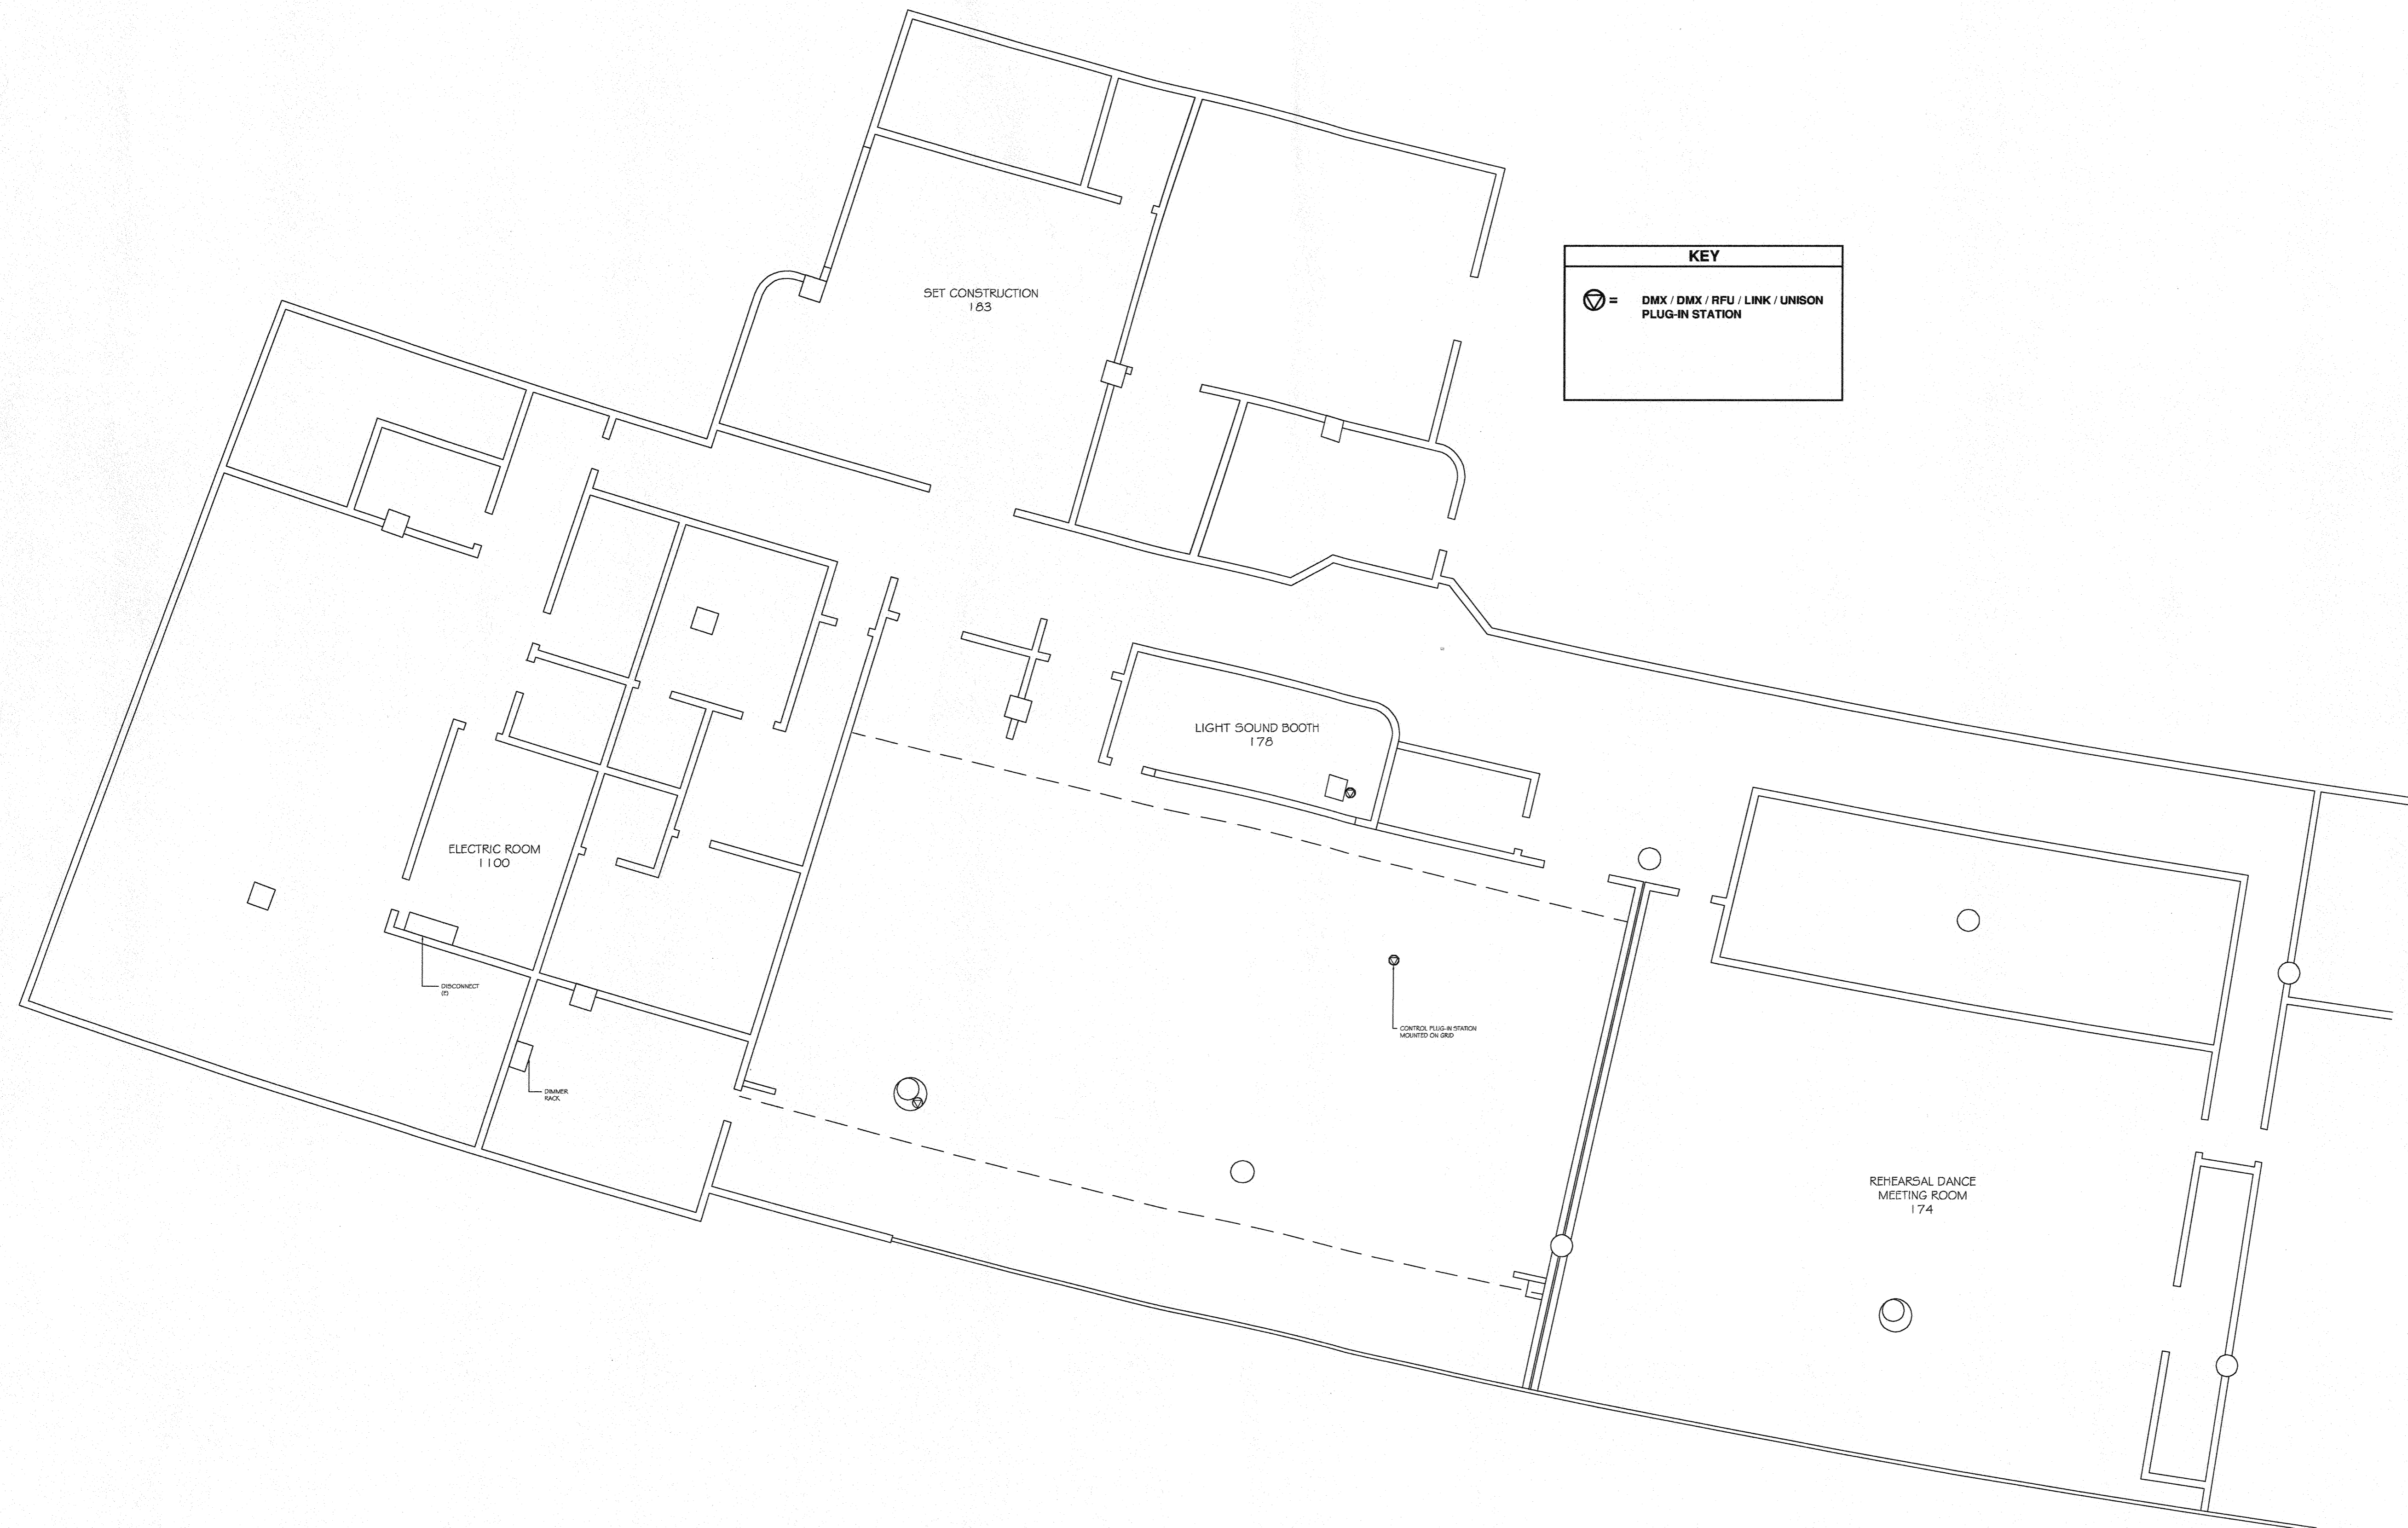 SET CONSTRUCTION
183
KEY
= DMX / DMX / RFU / LINK / UNISON
PLUG-IN STATION
LIGHT SOUND BOOTH
178
ELECTRIC ROOM
1100
DISCONNECT
(E)
CONTROL PLUG-IN STATION
MOUNTED ON GRID
DIMMER
RACK
REHEARSAL DANCE
MEETING ROOM
174